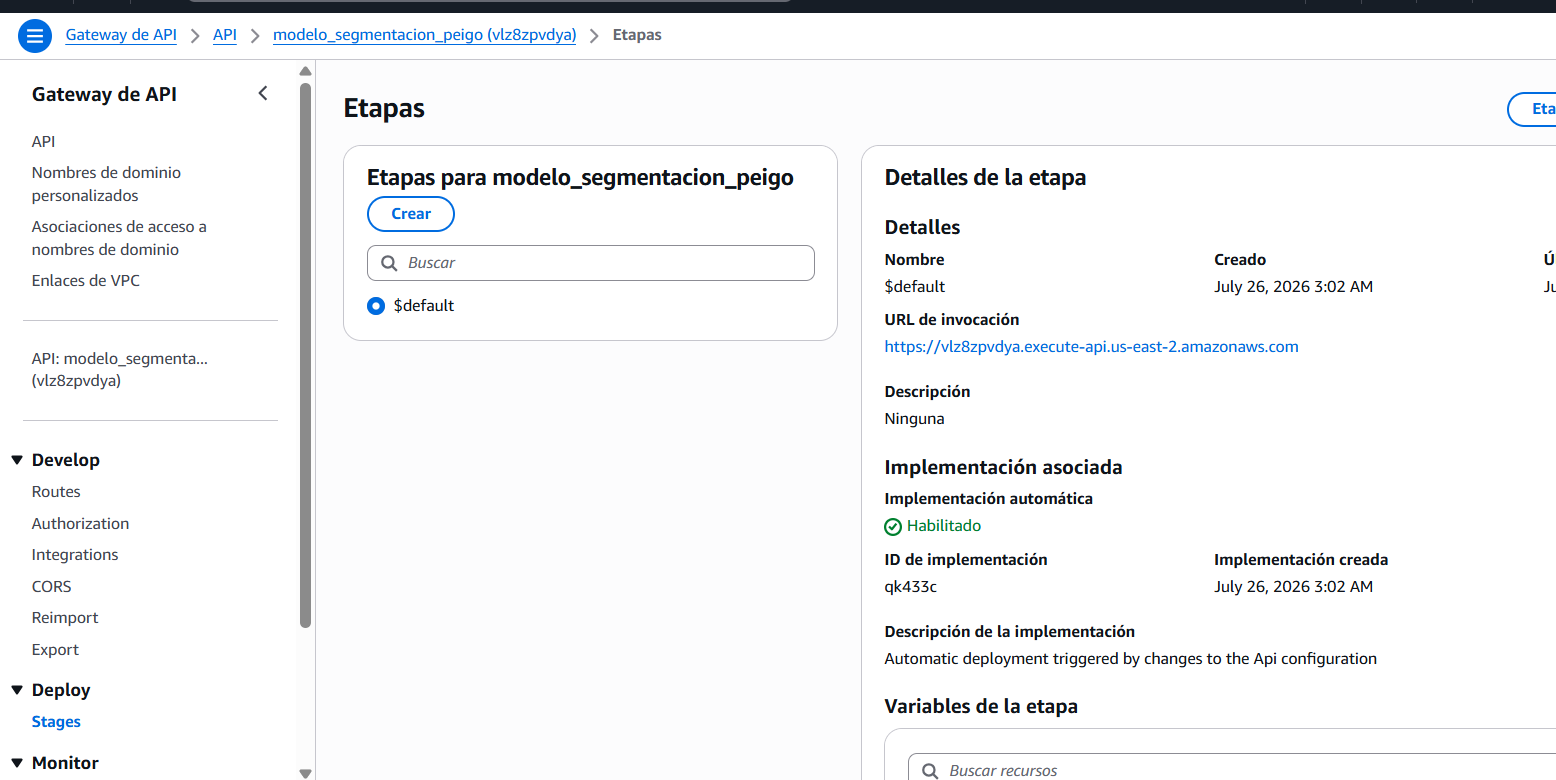 Gateway de API > API > modelo_segmentacion_peigo (vlz8zpvdya) > Etapas
Gateway de API
API
Nombres de dominio
personalizados
Asociaciones de acceso a
nombres de dominio
Enlaces de VPC
API: modelo_segmenta...
(vlz8zpvdya)
Develop
Routes
Authorization
Integrations
CORS
Reimport
Export
Deploy
Stages
Monitor
Etapas
Eta
Etapas para modelo_segmentacion_peigo
Crear
Buscar
$default
Detalles de la etapa
Detalles
Nombre
$default
Creado
July 26, 2026 3:02 AM
Ú
Ju
URL de invocación
https://vlz8zpvdya.execute-api.us-east-2.amazonaws.com
Descripción
Ninguna
Implementación asociada
Implementación automática
Habilitado
ID de implementación
qk433c
Implementación creada
July 26, 2026 3:02 AM
Descripción de la implementación
Automatic deployment triggered by changes to the Api configuration
Variables de la etapa
Buscar recursos